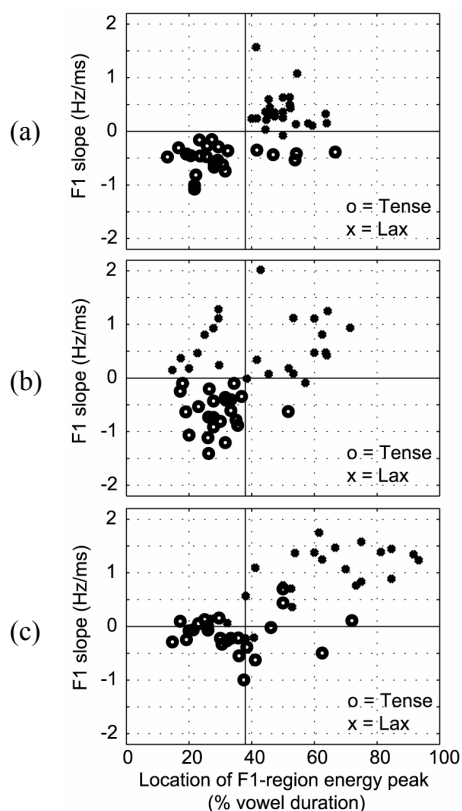 (a)
F1 slope (Hz/ms)
2
1
0
-1
-2
o = Tense
x = Lax
(b)
F1 slope (Hz/ms)
2
1
0
-1
-2
o = Tense
x = Lax
(c)
F1 slope (Hz/ms)
2
1
0
-1
-2
o = Tense
x = Lax
0 20 40 60 80 100
Location of F1-region energy peak
(% vowel duration)